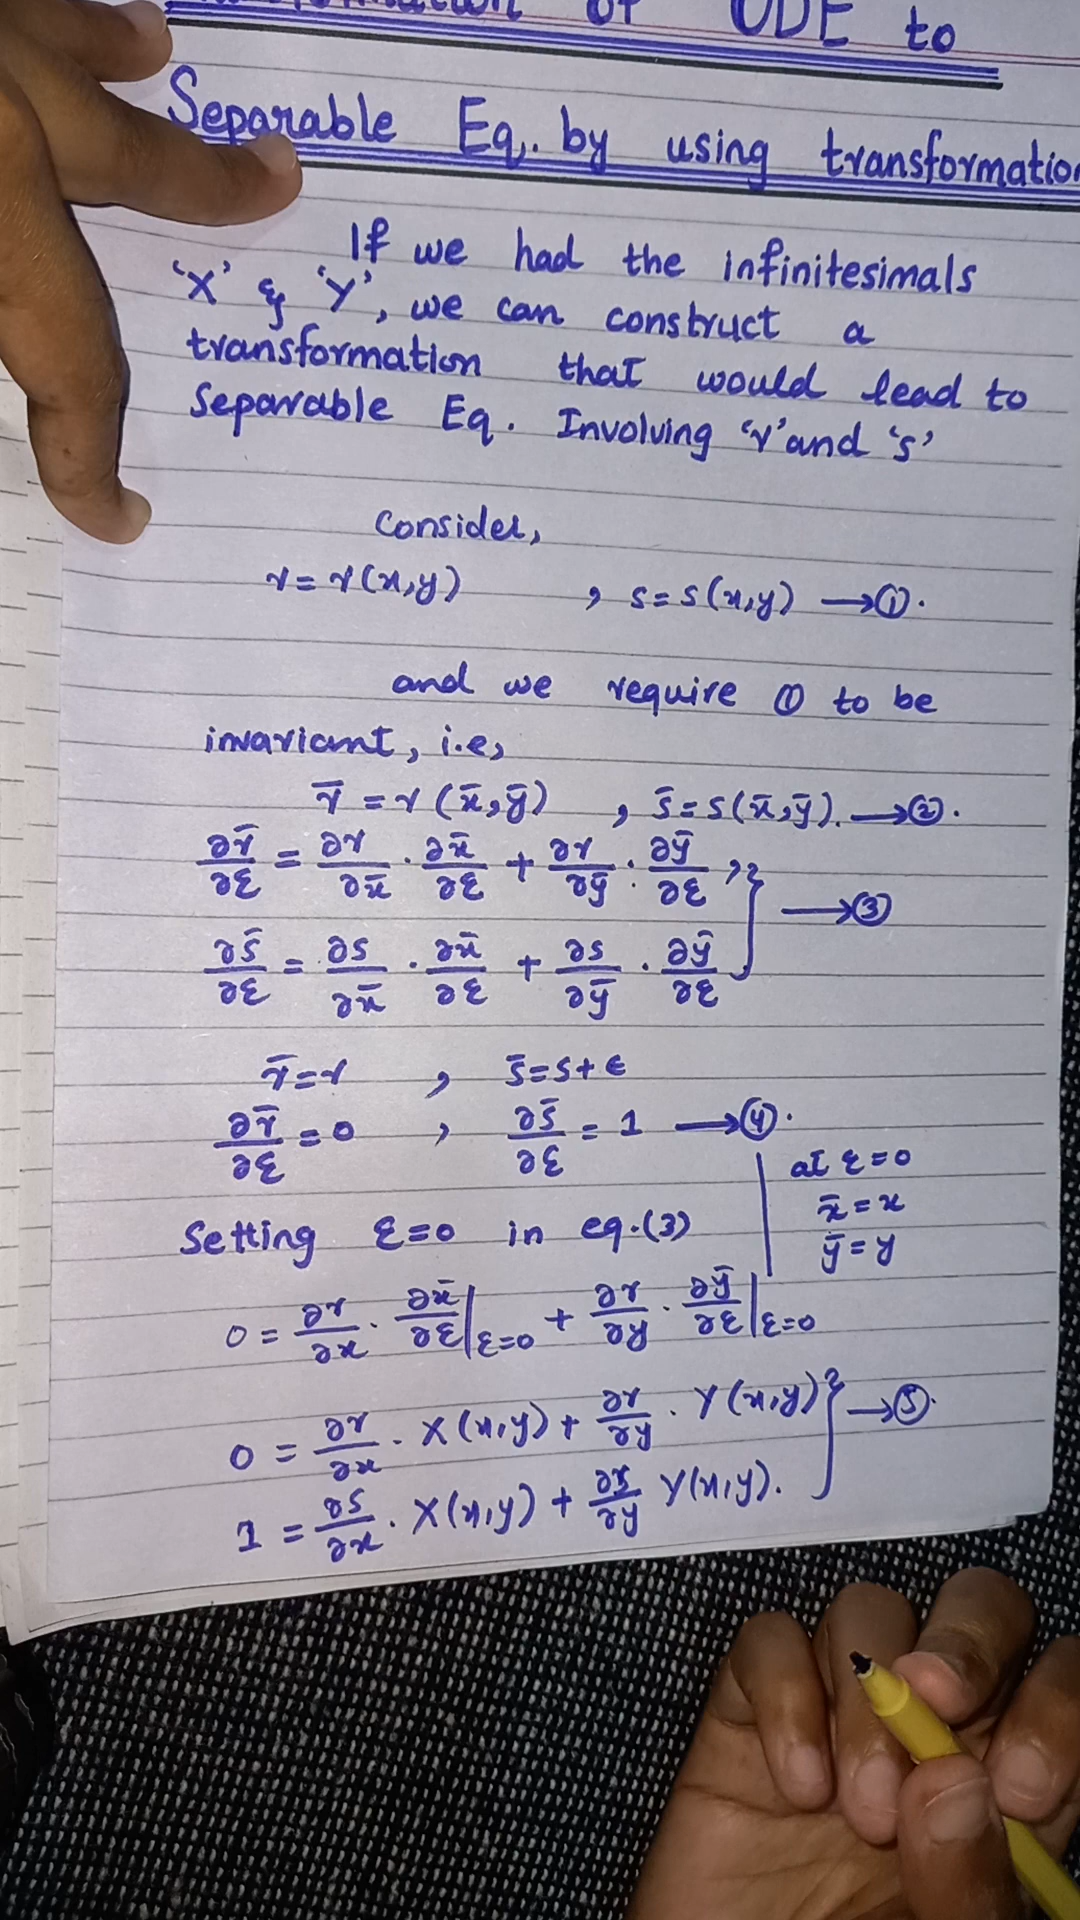 of ODE to
Separable Eq. by using transformation
If we had the infinitesimals
'X' & 'Y', we can construct a
transformation that would lead to
Separable Eq. Involving 'r' and 's'
Consider,
r = r(x,y) , s = s(x,y) → ①.
and we require ① to be
invariant, i.e,
r̄ = r(x̄,ȳ) , s̄ = s(x̄,ȳ). → ②.
∂r̄/∂ε = ∂r/∂x̄ . ∂x̄/∂ε + ∂r/∂ȳ . ∂ȳ/∂ε ,
} → ③
∂s̄/∂ε = ∂s/∂x̄ . ∂x̄/∂ε + ∂s/∂ȳ . ∂ȳ/∂ε
r̄ = r , s̄ = s + ε
∂r̄/∂ε = 0 , ∂s̄/∂ε = 1 → ④.
at ε=0
x̄ = x
ȳ = y
Setting ε=0 in eq.(3)
0 = ∂r/∂x . ∂x̄/∂ε|ε=0 + ∂r/∂y . ∂ȳ/∂ε|ε=0
0 = ∂r/∂x . X(x,y) + ∂r/∂y . Y(x,y) } → ⑤.
1 = ∂s/∂x . X(x,y) + ∂s/∂y Y(x,y).